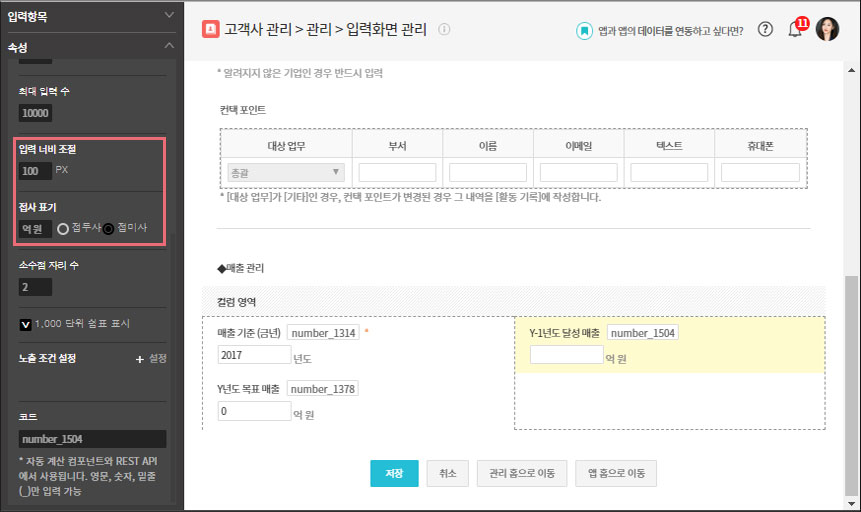 입력항목
속성
최대 입력 수
10000
입력 너비 조절
100 PX
접사 표기
억원 접두사 접미사
소수점 자리 수
2
1,000 단위 쉼표 표시
노출 조건 설정 + 설정
코드
number_1504
* 자동 계산 컴포넌트와 REST API
에서 사용됩니다. 영문, 숫자, 밑줄
(_)만 입력 가능
고객사 관리 > 관리 > 입력화면 관리
앱과 앱의 데이터를 연동하고 싶다면?
11
* 알려지지 않은 기업인 경우 반드시 입력
컨택 포인트
대상 업무 부서 이름 이메일 텍스트 휴대폰
총괄
* [대상 업무]가 [기타]인 경우, 컨택 포인트가 변경된 경우 그 내역을 [활동 기록]에 작성합니다.
◆매출 관리
컬럼 영역
매출 기준 (금년) number_1314 *
2017 년도
Y년도 목표 매출 number_1378
0 억 원
Y-1년도 달성 매출 number_1504
억 원
저장 취소 관리 홈으로 이동 앱 홈으로 이동